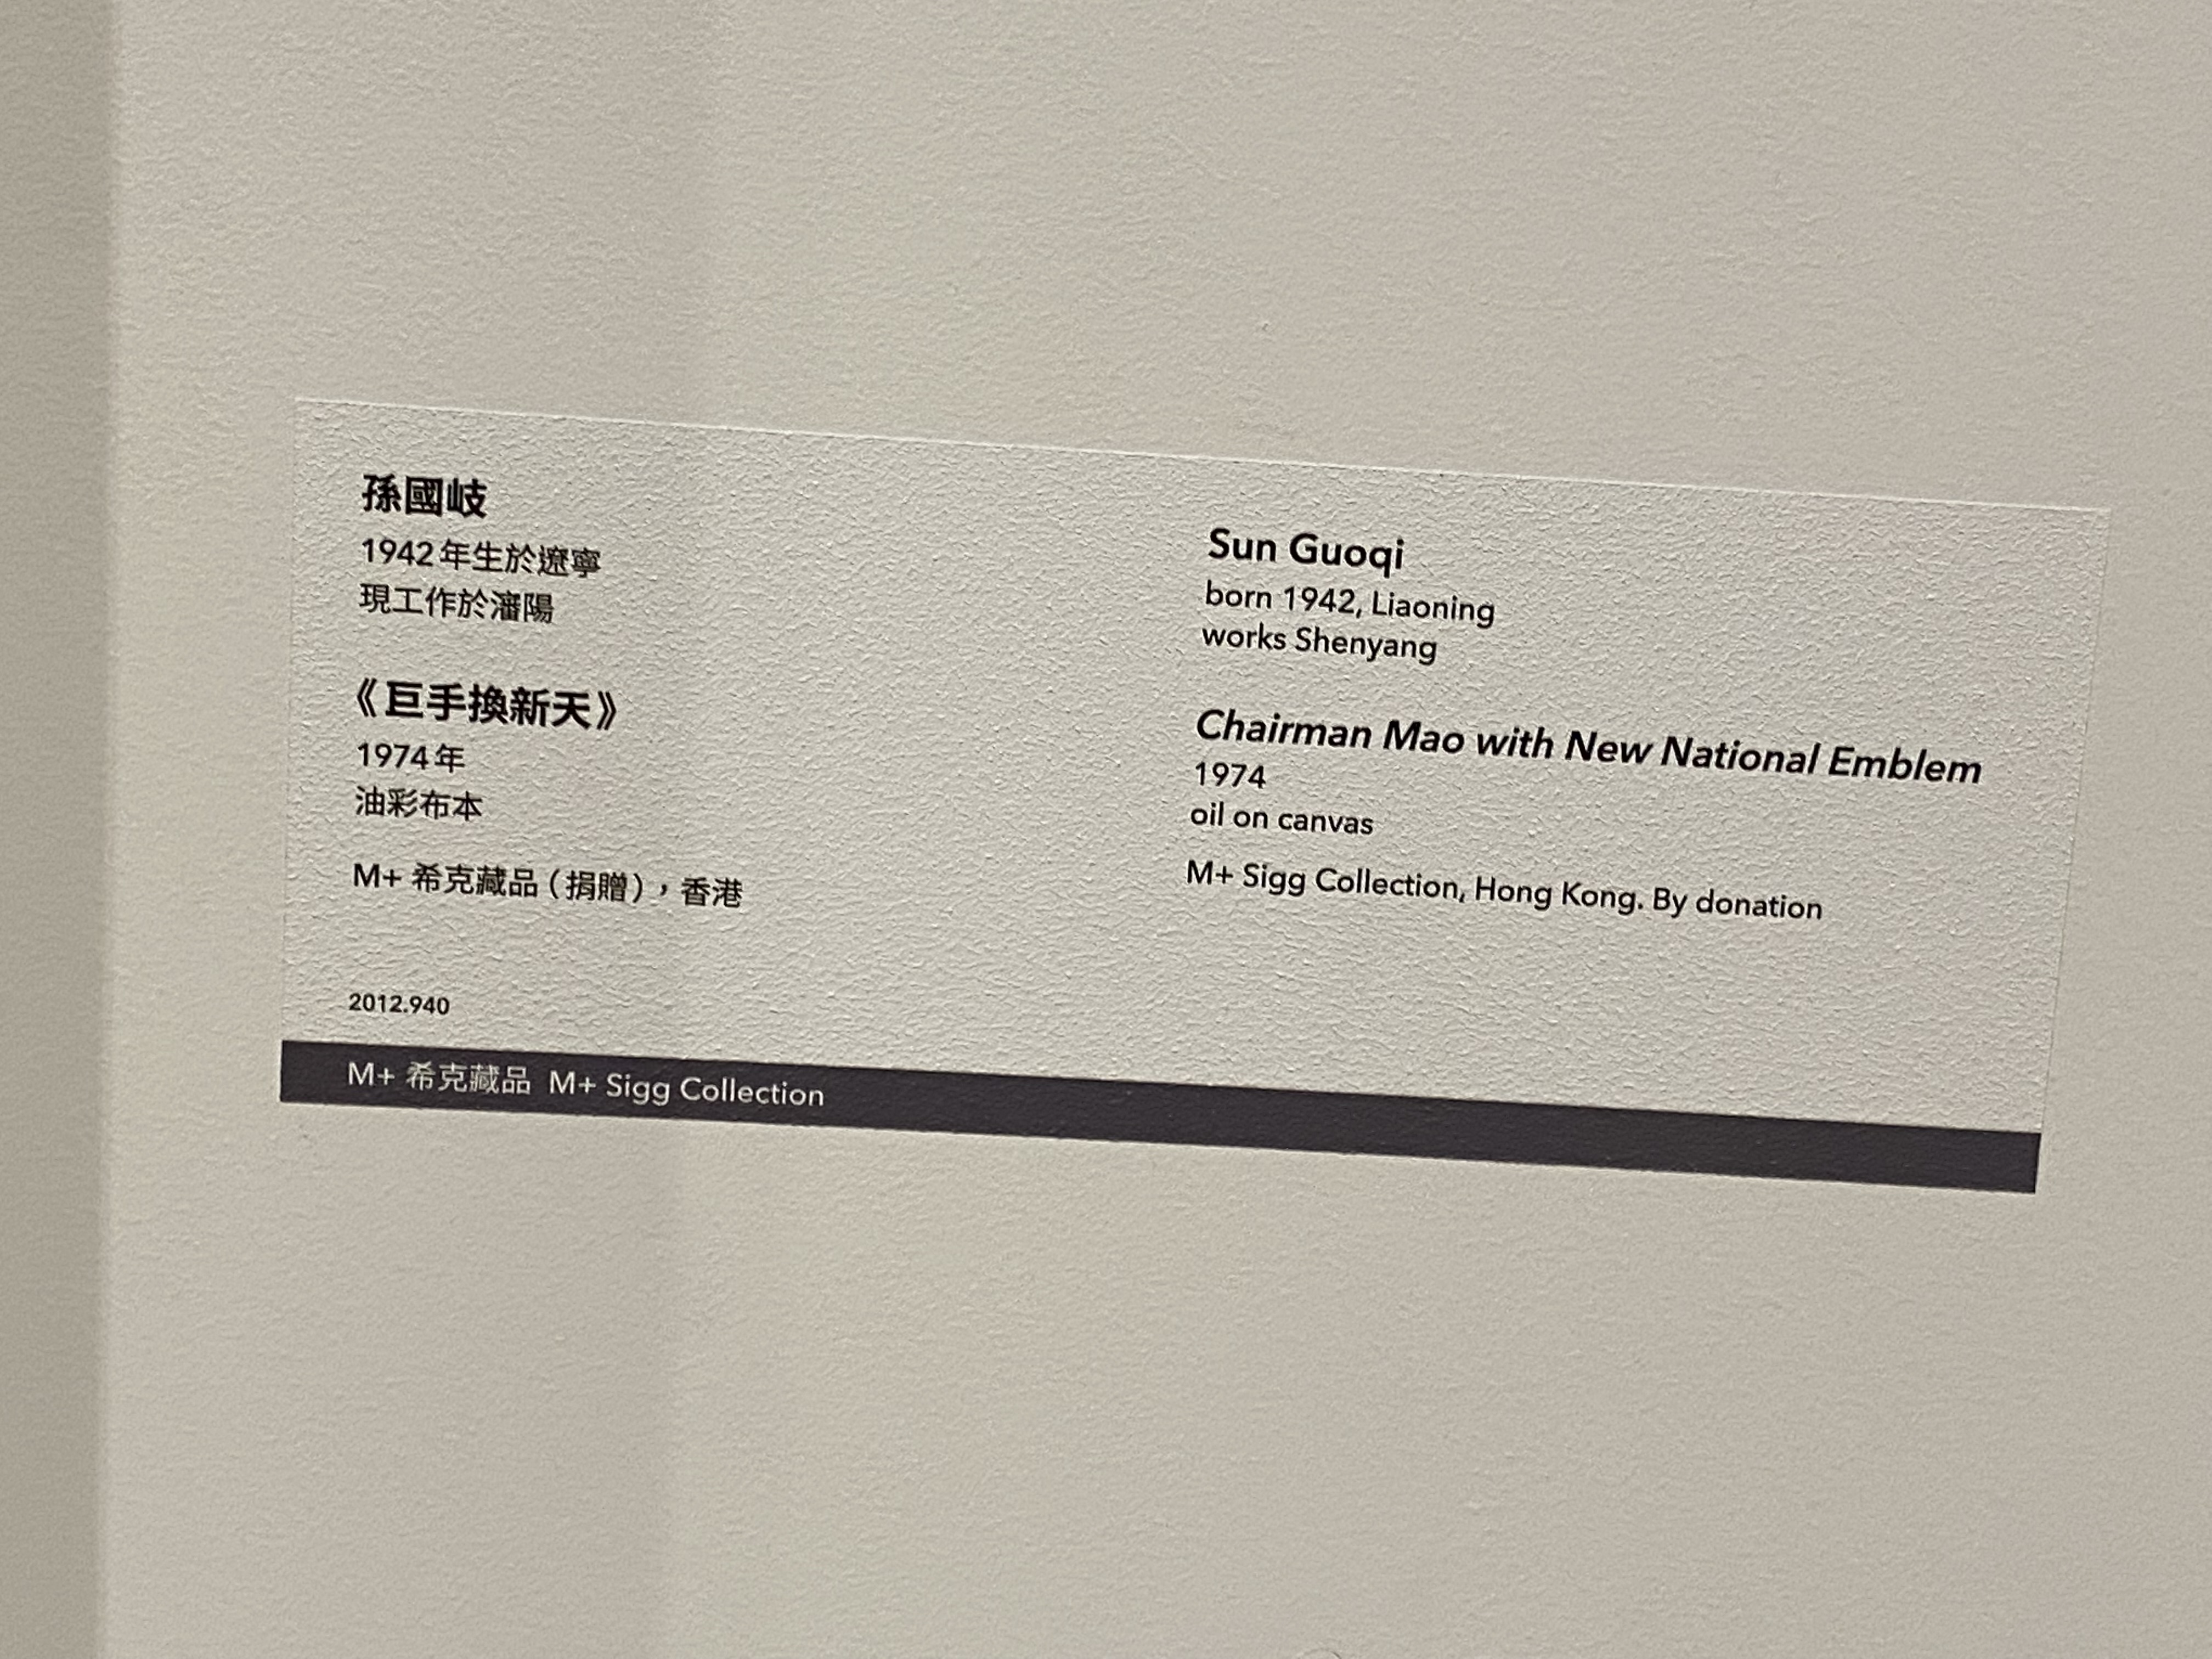 孫國岐
1942年生於遼寧
現工作於瀋陽
《巨手換新天》
1974年
油彩布本
M+ 希克藏品（捐贈），香港
2012.940
Sun Guoqi
born 1942, Liaoning
works Shenyang
Chairman Mao with New National Emblem
1974
oil on canvas
M+ Sigg Collection, Hong Kong. By donation
M+ 希克藏品 M+ Sigg Collection